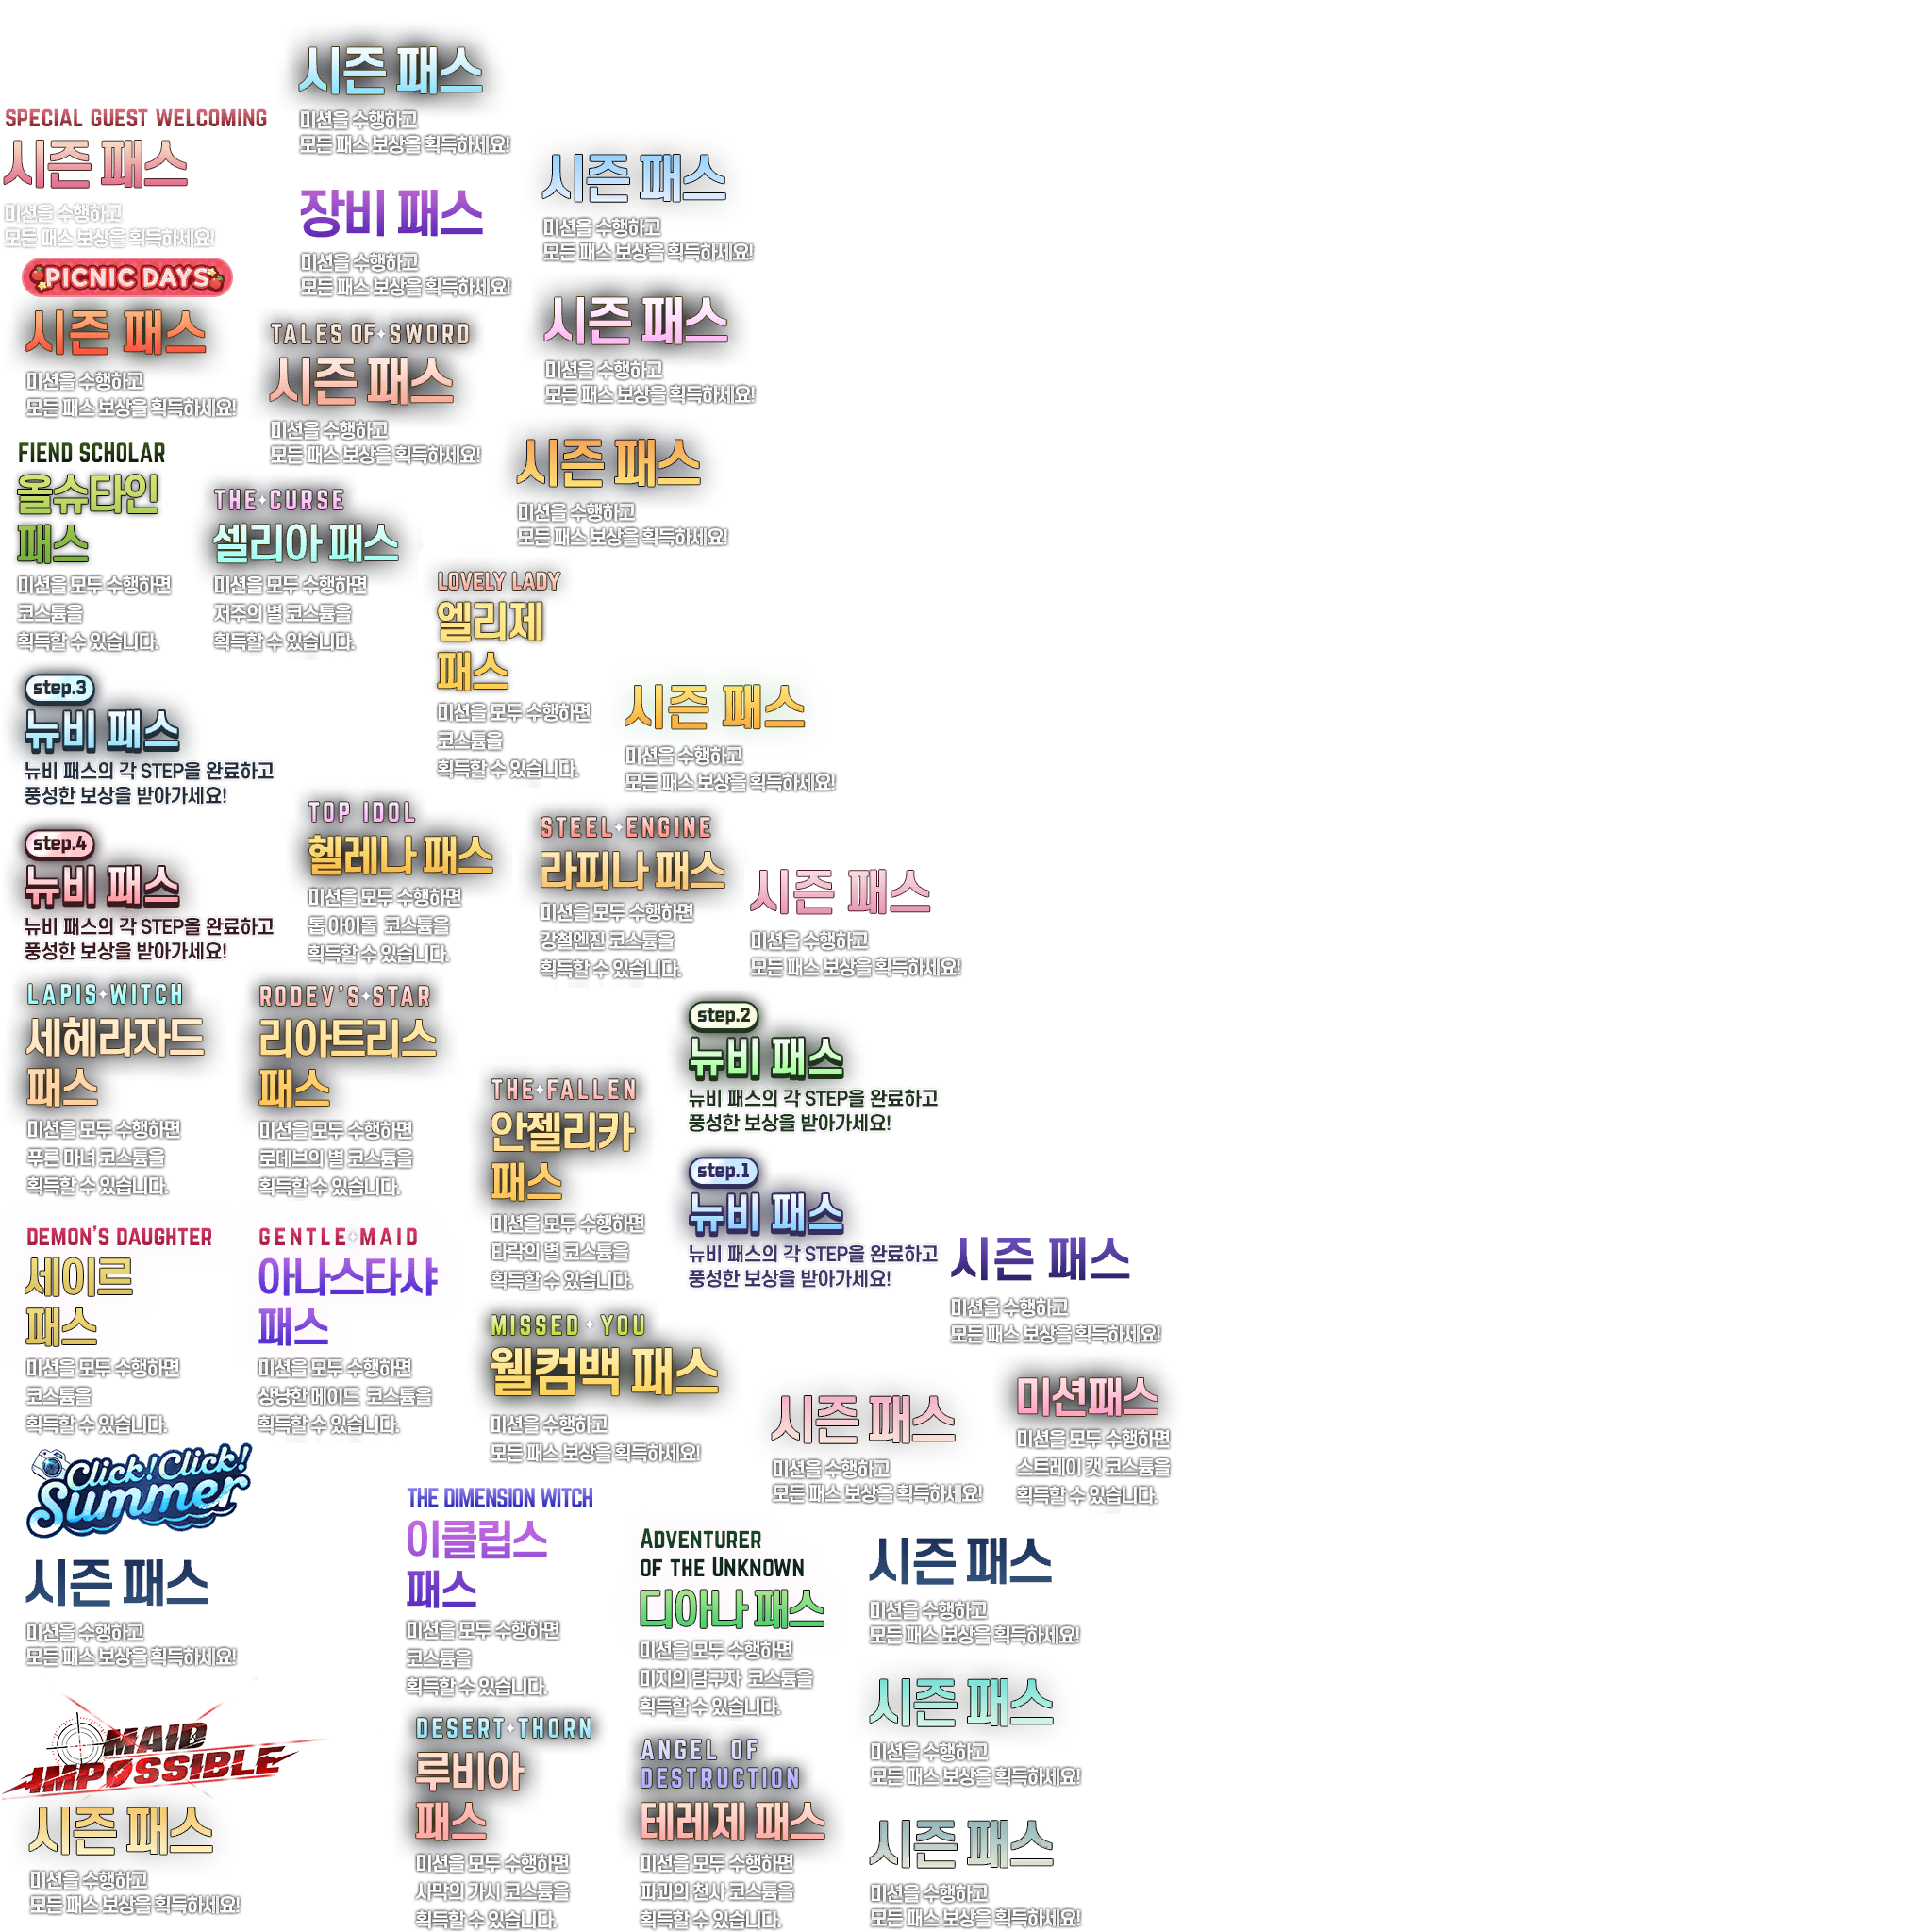 시즌 패스
미션을 수행하고
모든 패스 보상을 획득하세요!
SPECIAL GUEST WELCOMING
시즌 패스
미션을 수행하고
모든 패스 보상을 획득하세요!
장비 패스
미션을 수행하고
모든 패스 보상을 획득하세요!
시즌 패스
미션을 수행하고
모든 패스 보상을 획득하세요!
PICNIC DAYS
시즌 패스
미션을 수행하고
모든 패스 보상을 획득하세요!
TALES OF SWORD
시즌 패스
미션을 수행하고
모든 패스 보상을 획득하세요!
시즌 패스
미션을 수행하고
모든 패스 보상을 획득하세요!
FIEND SCHOLAR
올슈타인
패스
미션을 모두 수행하면
코스튬을
획득할 수 있습니다.
THE CURSE
셀리아 패스
미션을 모두 수행하면
저주의 별 코스튬을
획득할 수 있습니다.
시즌 패스
미션을 수행하고
모든 패스 보상을 획득하세요!
LOVELY LADY
엘리제
패스
미션을 모두 수행하면
코스튬을
획득할 수 있습니다.
시즌 패스
미션을 수행하고
모든 패스 보상을 획득하세요!
step.3
뉴비 패스
뉴비 패스의 각 STEP을 완료하고
풍성한 보상을 받아가세요!
step.4
뉴비 패스
뉴비 패스의 각 STEP을 완료하고
풍성한 보상을 받아가세요!
TOP IDOL
헬레나 패스
미션을 모두 수행하면
톱 아이돌 코스튬을
획득할 수 있습니다.
STEEL ENGINE
라피나 패스
미션을 모두 수행하면
강철엔진 코스튬을
획득할 수 있습니다.
시즌 패스
미션을 수행하고
모든 패스 보상을 획득하세요!
LAPIS WITCH
세헤라자드
패스
미션을 모두 수행하면
푸른 마녀 코스튬을
획득할 수 있습니다.
RODEV'S STAR
리아트리스
패스
미션을 모두 수행하면
로데브의 별 코스튬을
획득할 수 있습니다.
THE FALLEN
안젤리카
패스
미션을 모두 수행하면
타락의 별 코스튬을
획득할 수 있습니다.
step.2
뉴비 패스
뉴비 패스의 각 STEP을 완료하고
풍성한 보상을 받아가세요!
step.1
뉴비 패스
뉴비 패스의 각 STEP을 완료하고
풍성한 보상을 받아가세요!
시즌 패스
미션을 수행하고
모든 패스 보상을 획득하세요!
DEMON'S DAUGHTER
세이르
패스
미션을 모두 수행하면
코스튬을
획득할 수 있습니다.
GENTLE MAID
아나스타샤
패스
미션을 모두 수행하면
상냥한 메이드 코스튬을
획득할 수 있습니다.
MISSED YOU
웰컴백 패스
미션을 수행하고
모든 패스 보상을 획득하세요!
시즌 패스
미션을 수행하고
모든 패스 보상을 획득하세요!
미션패스
미션을 모두 수행하면
스트레이 캣 코스튬을
획득할 수 있습니다.
Click! Click!
Summer
시즌 패스
미션을 수행하고
모든 패스 보상을 획득하세요!
THE DIMENSION WITCH
이클립스
패스
미션을 모두 수행하면
코스튬을
획득할 수 있습니다.
ADVENTURER
OF THE UNKNOWN
디아나 패스
미션을 모두 수행하면
미지의 탐구자 코스튬을
획득할 수 있습니다.
시즌 패스
미션을 수행하고
모든 패스 보상을 획득하세요!
시즌 패스
미션을 수행하고
모든 패스 보상을 획득하세요!
MAID
IMPOSSIBLE
시즌 패스
미션을 수행하고
모든 패스 보상을 획득하세요!
DESERT THORN
루비아
패스
미션을 모두 수행하면
사막의 가시 코스튬을
획득할 수 있습니다.
ANGEL OF
DESTRUCTION
테레제 패스
미션을 모두 수행하면
파괴의 천사 코스튬을
획득할 수 있습니다.
시즌 패스
미션을 수행하고
모든 패스 보상을 획득하세요!